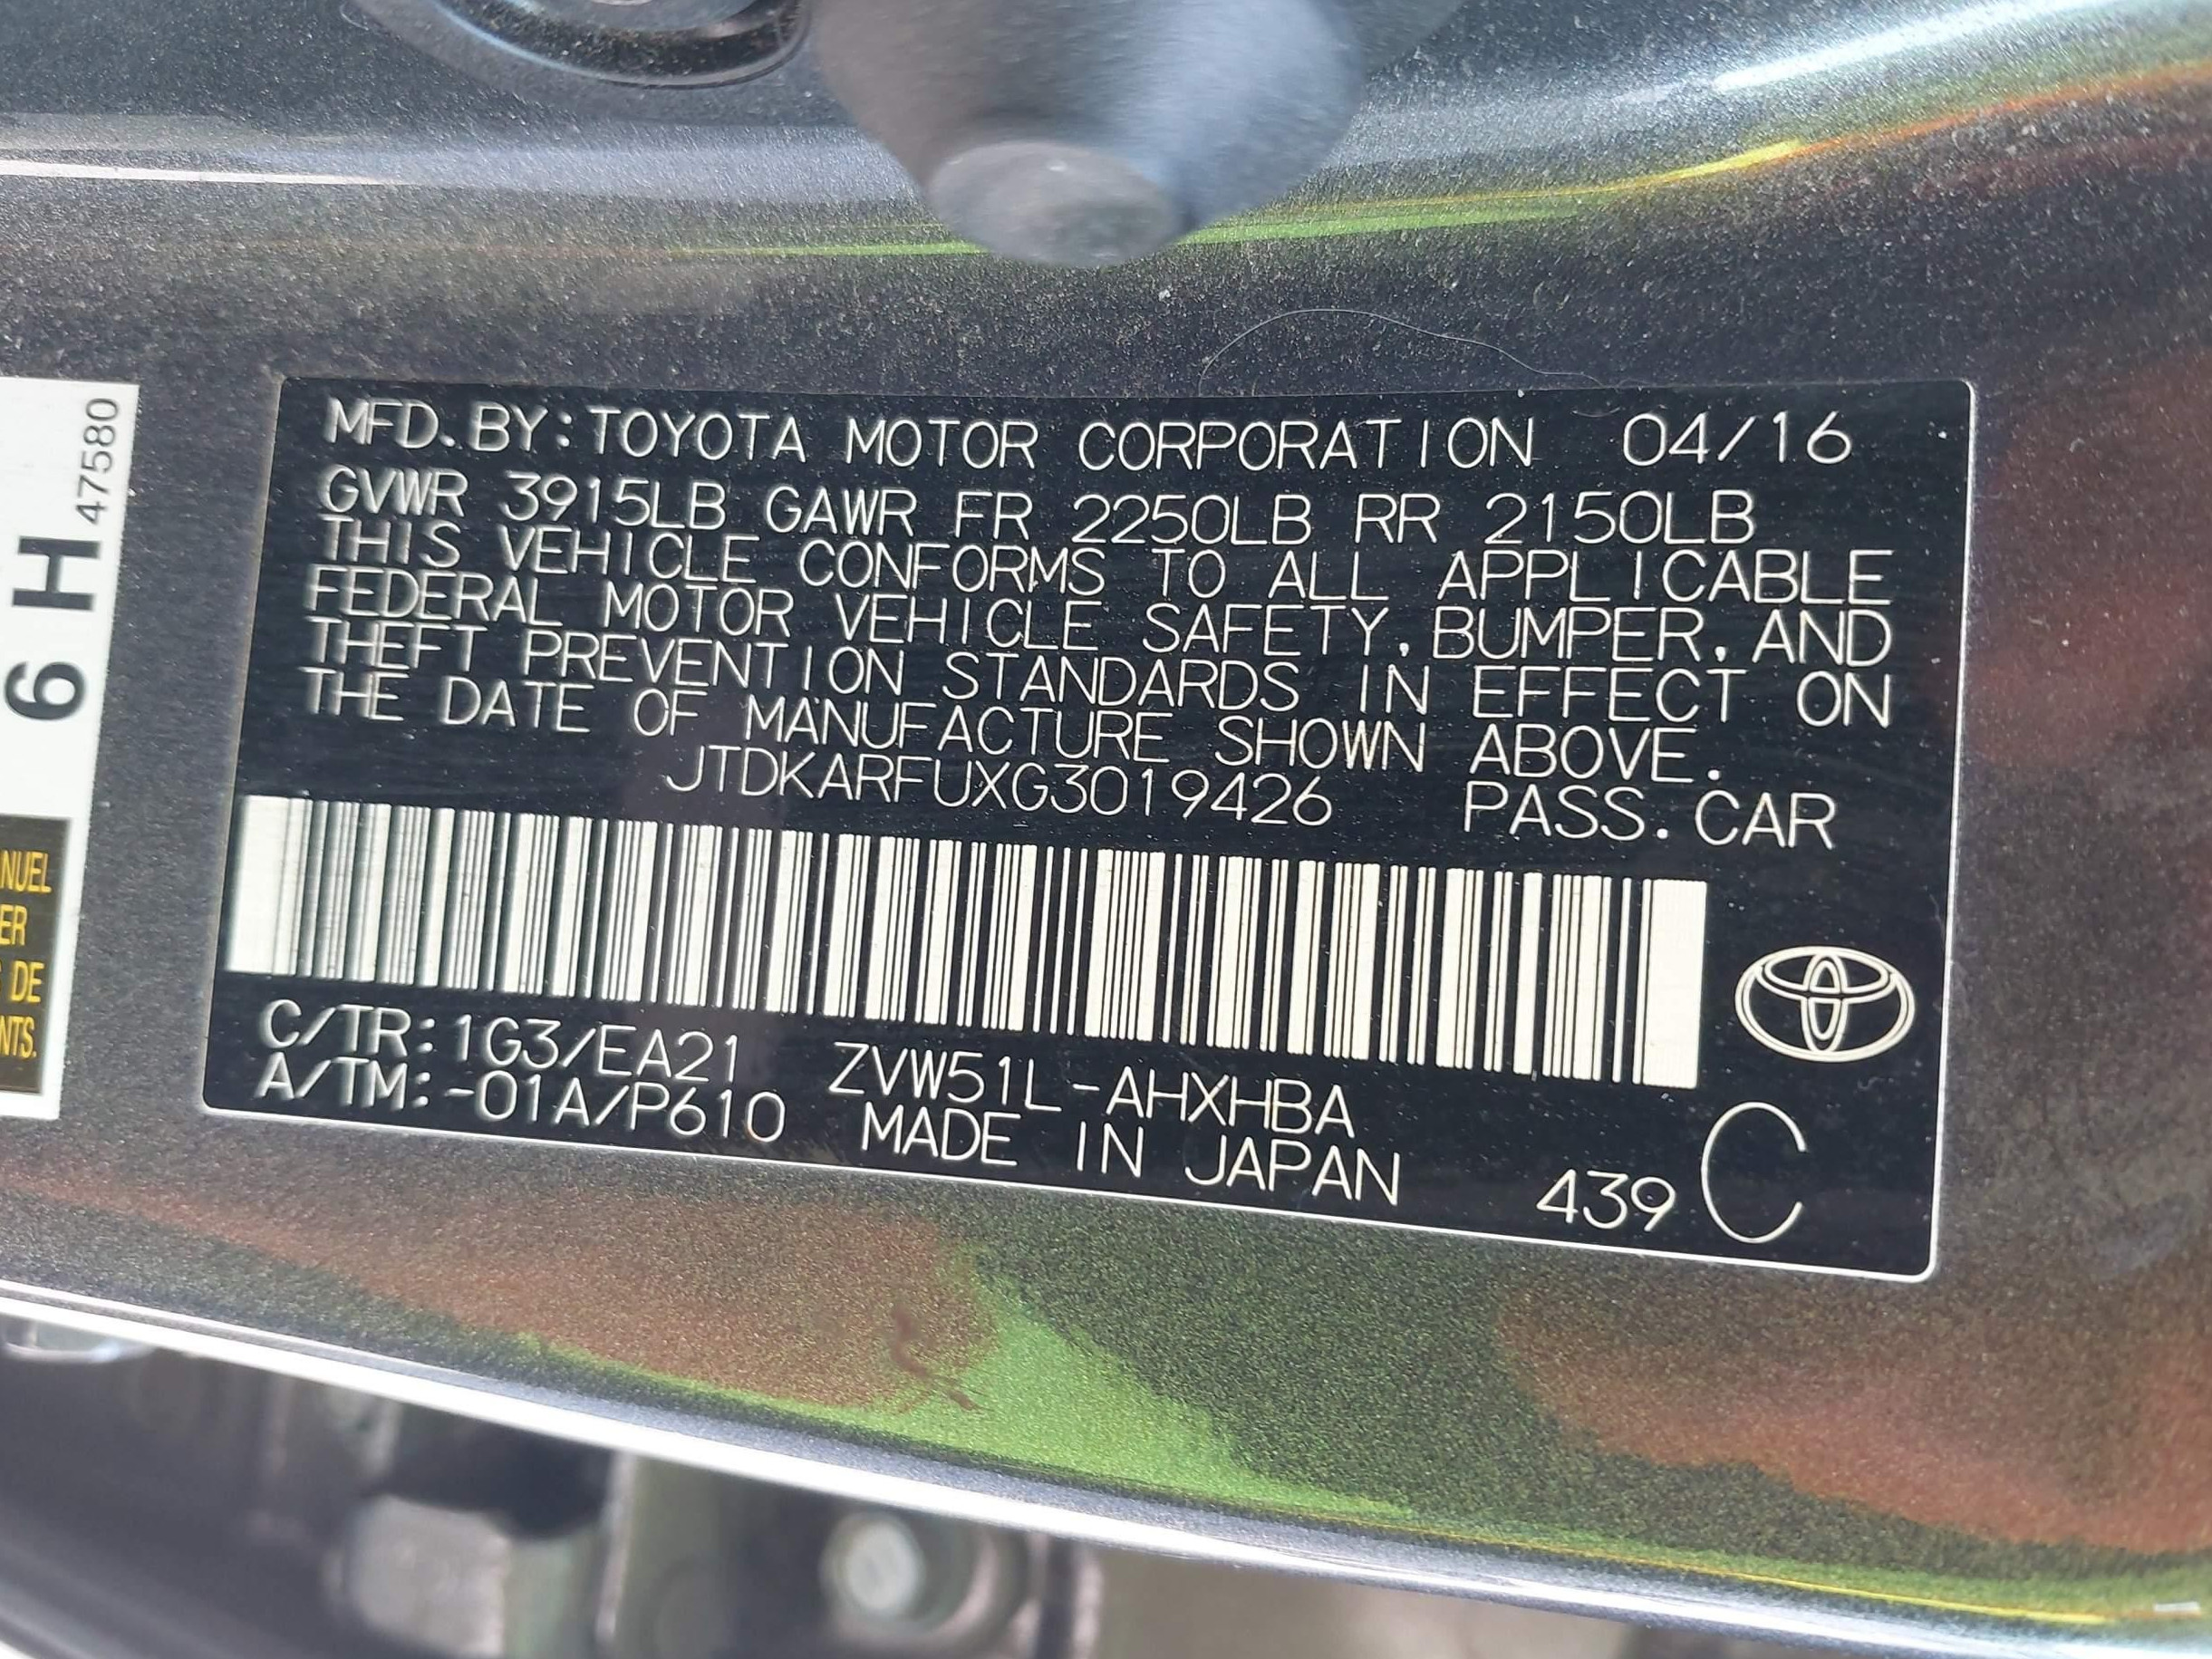 MFD. BY: TOYOTA MOTOR CORPORATION 04/16
GVWR 3915LB GAWR FR 2250LB RR 2150LB
THIS VEHICLE CONFORMS TO ALL APPLICABLE
FEDERAL MOTOR VEHICLE SAFETY, BUMPER, AND
THEFT PREVENTION STANDARDS IN EFFECT ON
THE DATE OF MANUFACTURE SHOWN ABOVE.
JTDKARFUXG3019426 PASS. CAR
C/TR: 1G3/EA21 ZVW51L-AHXHBA
A/TM: -01A/P610 MADE IN JAPAN
439 C
6 H 47580
NUEL
ER
DE
NTS.